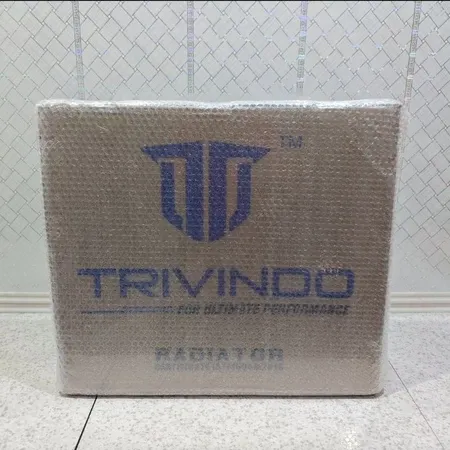 TM
TRIVINDO
FOR ULTIMATE PERFORMANCE
RADIATOR